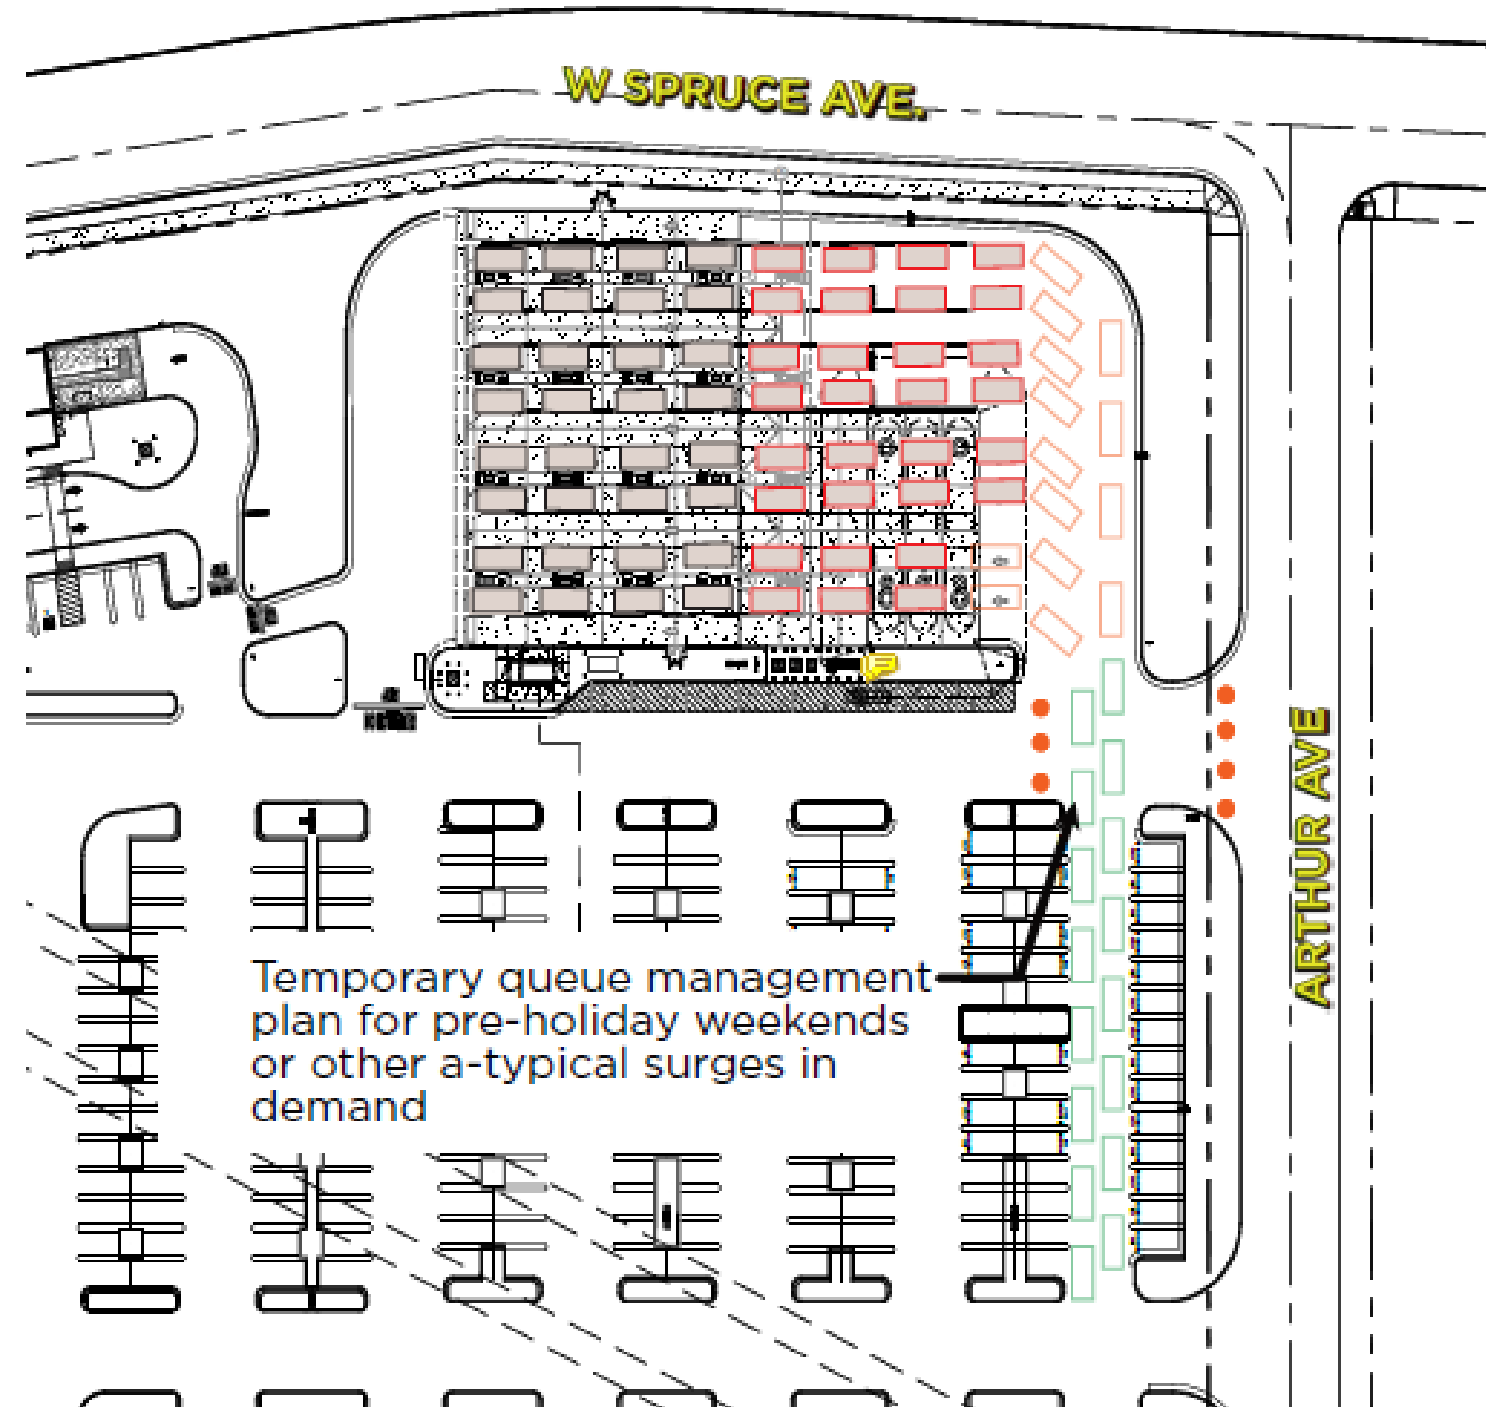 W SPRUCE AVE.
ARTHUR AVE
Temporary queue management
plan for pre-holiday weekends
or other a-typical surges in
demand